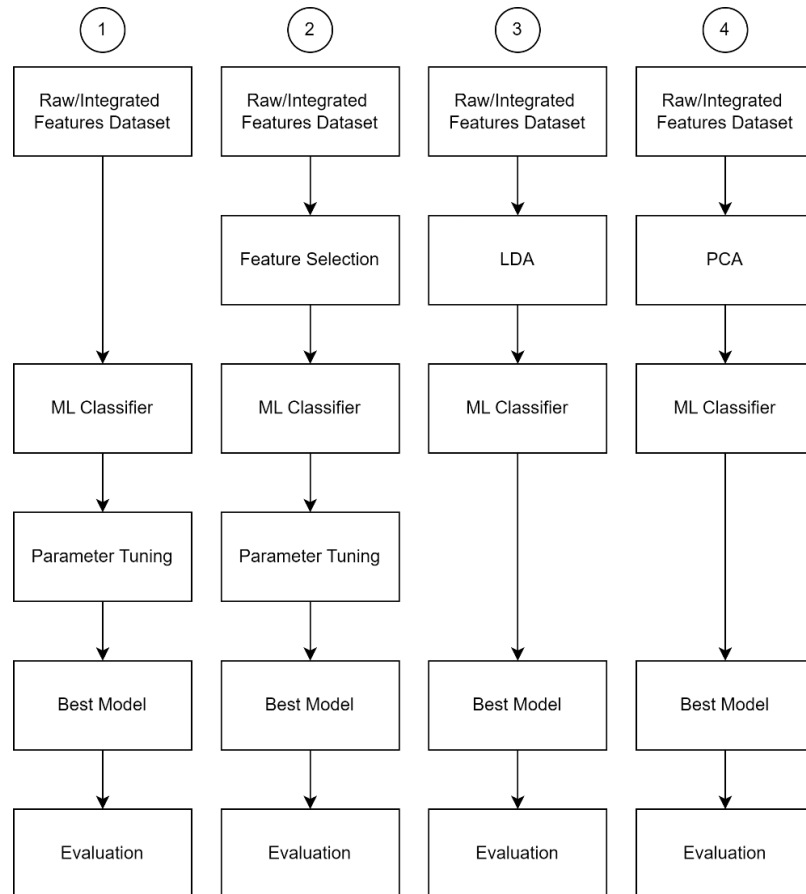 1
2
3
4
Raw/Integrated
Features Dataset
Raw/Integrated
Features Dataset
Raw/Integrated
Features Dataset
Raw/Integrated
Features Dataset
Feature Selection
LDA
PCA
ML Classifier
ML Classifier
ML Classifier
ML Classifier
Parameter Tuning
Parameter Tuning
Best Model
Best Model
Best Model
Best Model
Evaluation
Evaluation
Evaluation
Evaluation